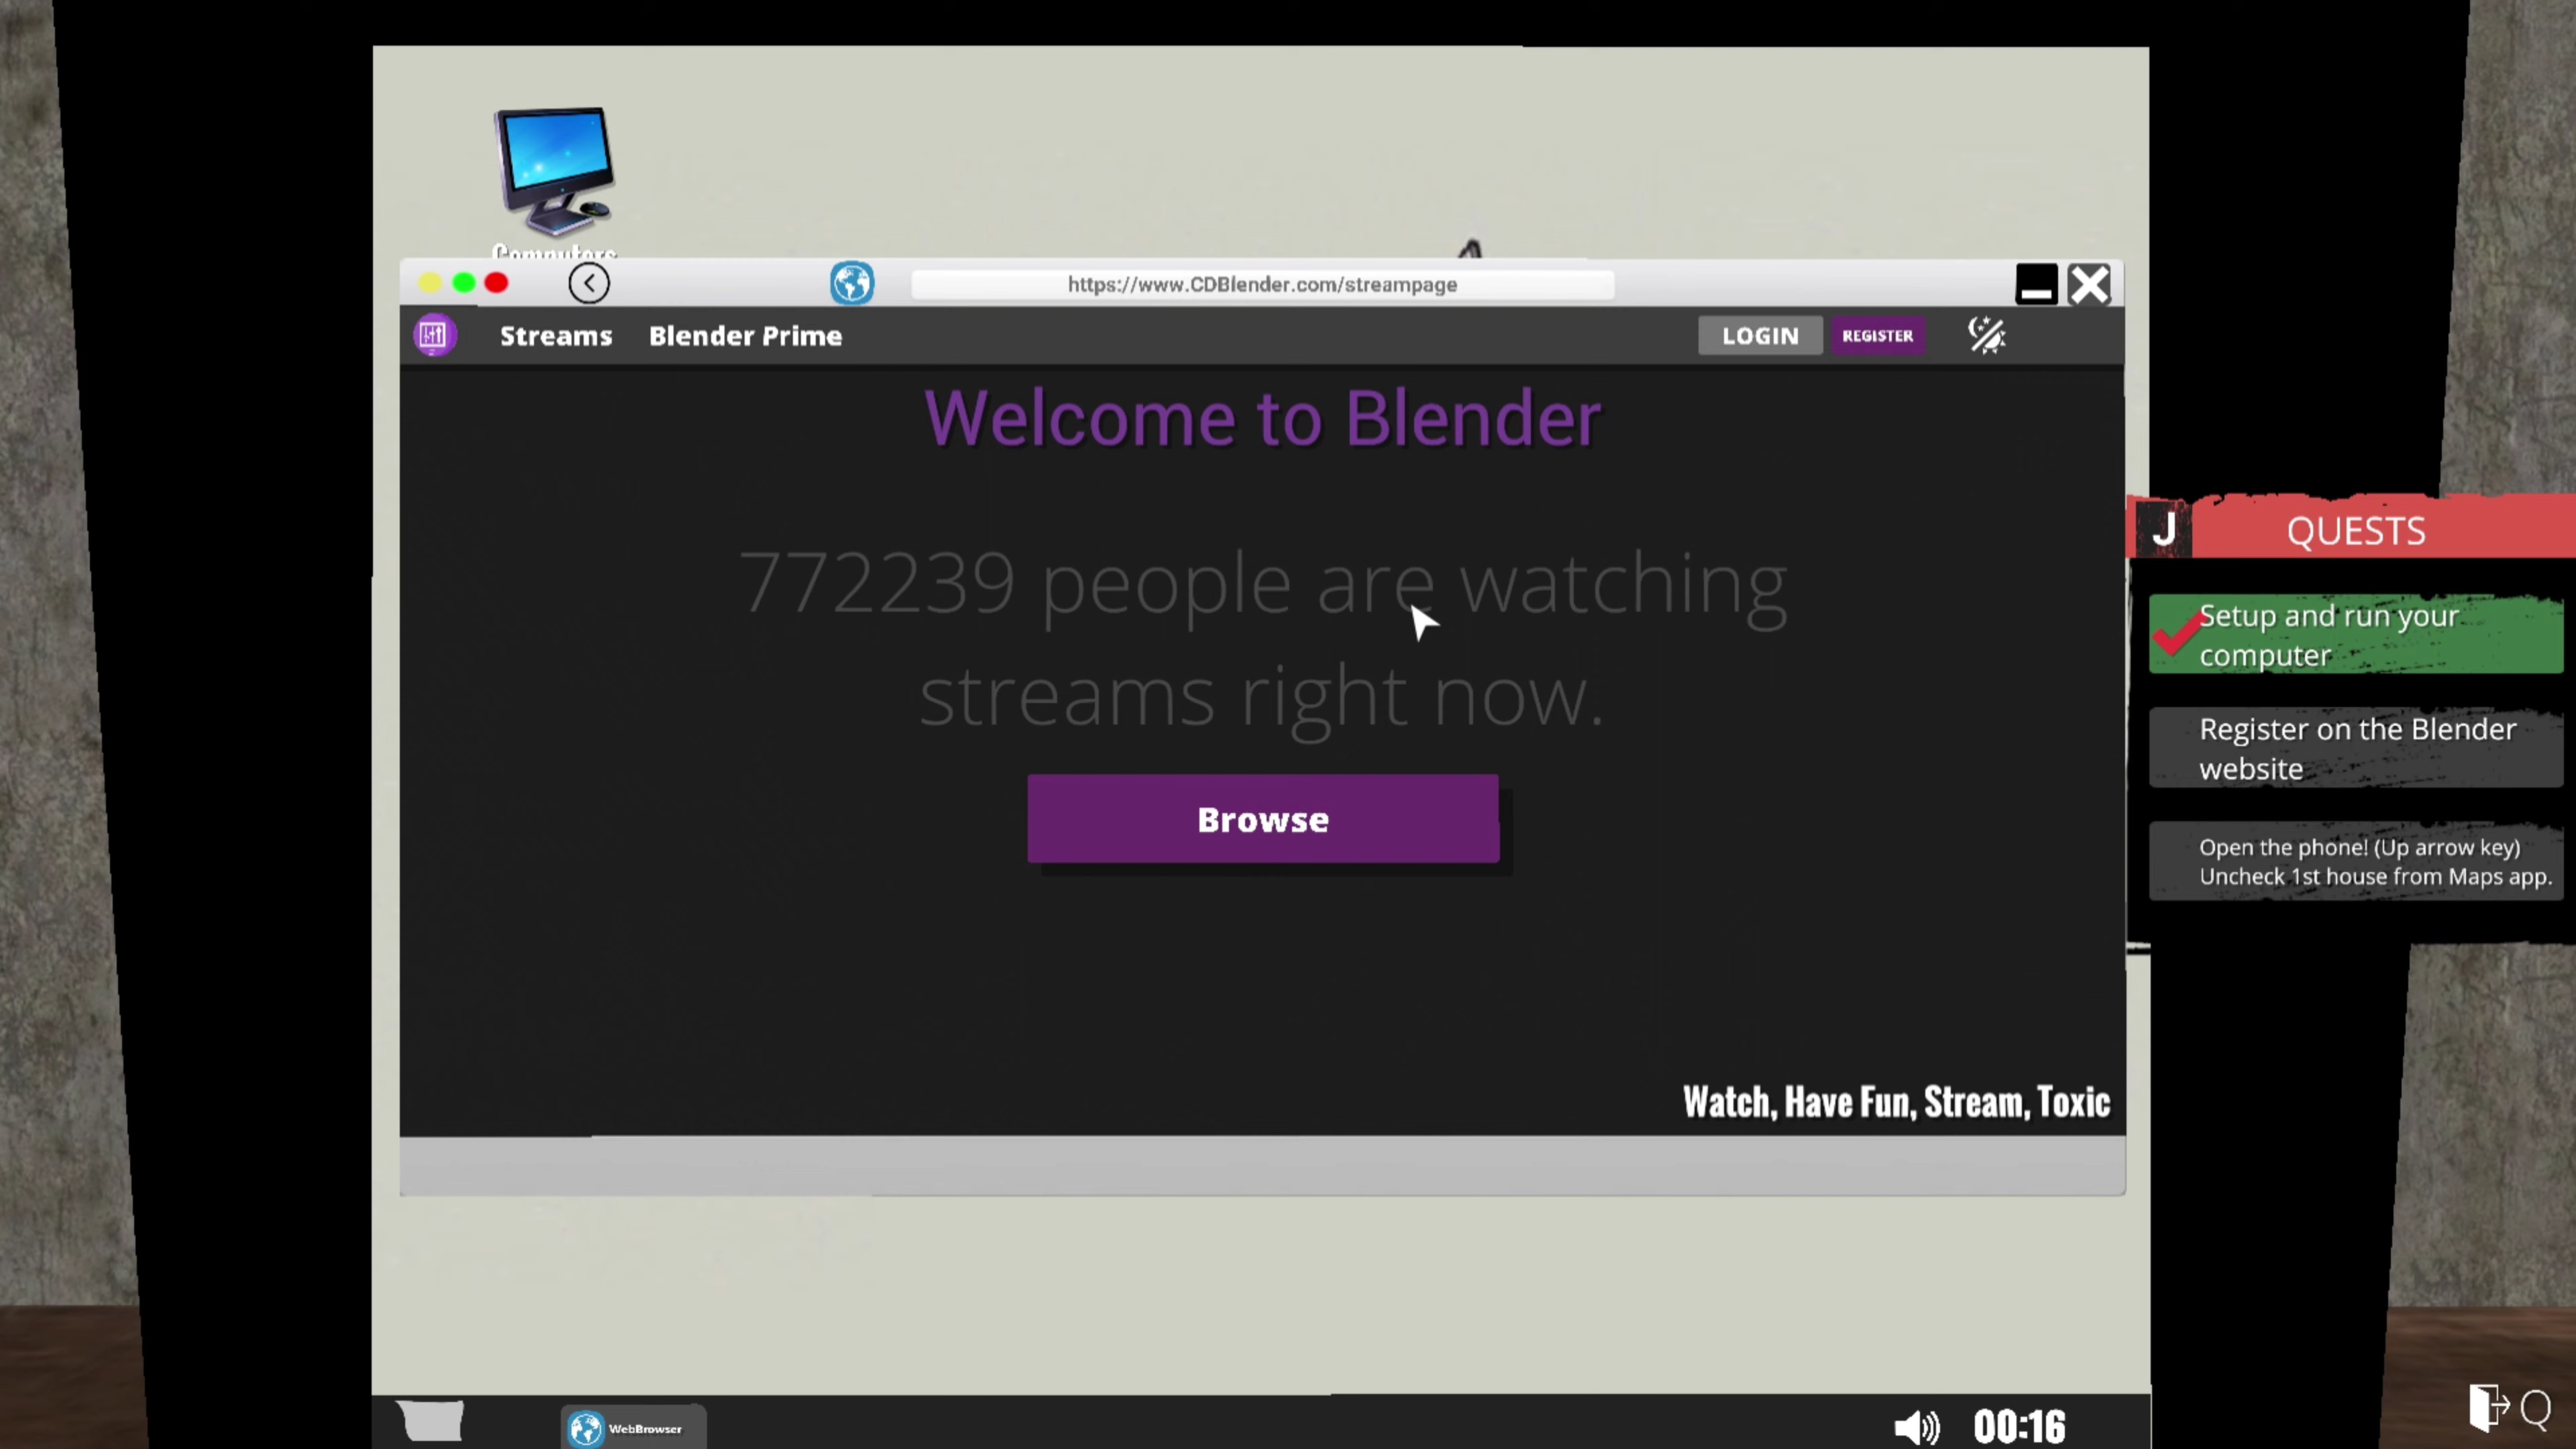 Computers
https://www.CDBlender.com/streampage
Streams
Blender Prime
LOGIN
REGISTER
Welcome to Blender
772239 people are watching
streams right now.
Browse
Watch, Have Fun, Stream, Toxic
J
QUESTS
Setup and run your
computer
Register on the Blender
website
Open the phone! (Up arrow key)
Uncheck 1st house from Maps app.
WebBrowser
00:16
Q